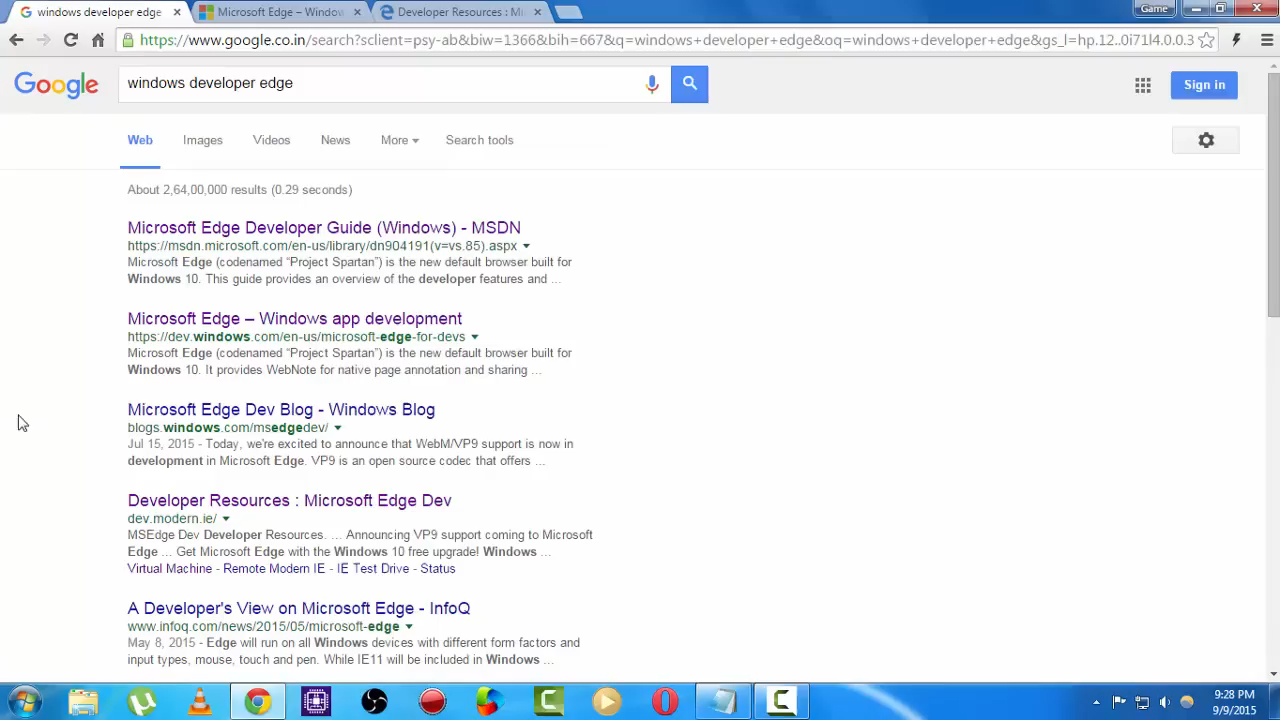 windows developer edge
Microsoft Edge – Window
Developer Resources : Mi
Game
https://www.google.co.in/search?sclient=psy-ab&biw=1366&bih=667&q=windows+developer+edge&oq=windows+developer+edge&gs_l=hp.12..0i71l4.0.0.3
Google
windows developer edge
Sign in
Web Images Videos News More Search tools
About 2,64,00,000 results (0.29 seconds)
Microsoft Edge Developer Guide (Windows) - MSDN
https://msdn.microsoft.com/en-us/library/dn904191(v=vs.85).aspx
Microsoft Edge (codenamed “Project Spartan”) is the new default browser built for
Windows 10. This guide provides an overview of the developer features and ...
Microsoft Edge – Windows app development
https://dev.windows.com/en-us/microsoft-edge-for-devs
Microsoft Edge (codenamed “Project Spartan”) is the new default browser built for
Windows 10. It provides WebNote for native page annotation and sharing ...
Microsoft Edge Dev Blog - Windows Blog
blogs.windows.com/msedgedev/
Jul 15, 2015 - Today, we're excited to announce that WebM/VP9 support is now in
development in Microsoft Edge. VP9 is an open source codec that offers ...
Developer Resources : Microsoft Edge Dev
dev.modern.ie/
MSEdge Dev Developer Resources. ... Announcing VP9 support coming to Microsoft
Edge ... Get Microsoft Edge with the Windows 10 free upgrade! Windows ...
Virtual Machine - Remote Modern IE - IE Test Drive - Status
A Developer's View on Microsoft Edge - InfoQ
www.infoq.com/news/2015/05/microsoft-edge
May 8, 2015 - Edge will run on all Windows devices with different form factors and
input types, mouse, touch and pen. While IE11 will be included in Windows ...
9:28 PM
9/9/2015